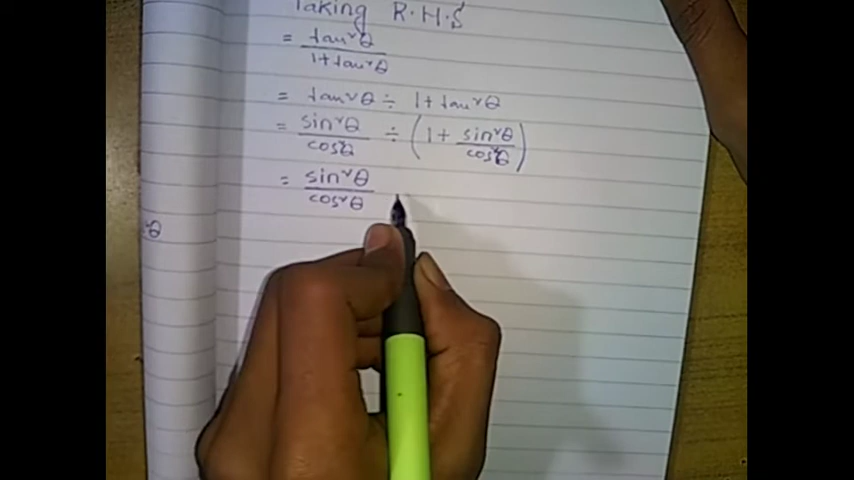 Taking R.H.S
= tan²θ / 1+tan²θ
= tan²θ ÷ 1+tan²θ
= sin²θ / cos²θ ÷ (1 + sin²θ / cos²θ)
= sin²θ / cos²θ
θ